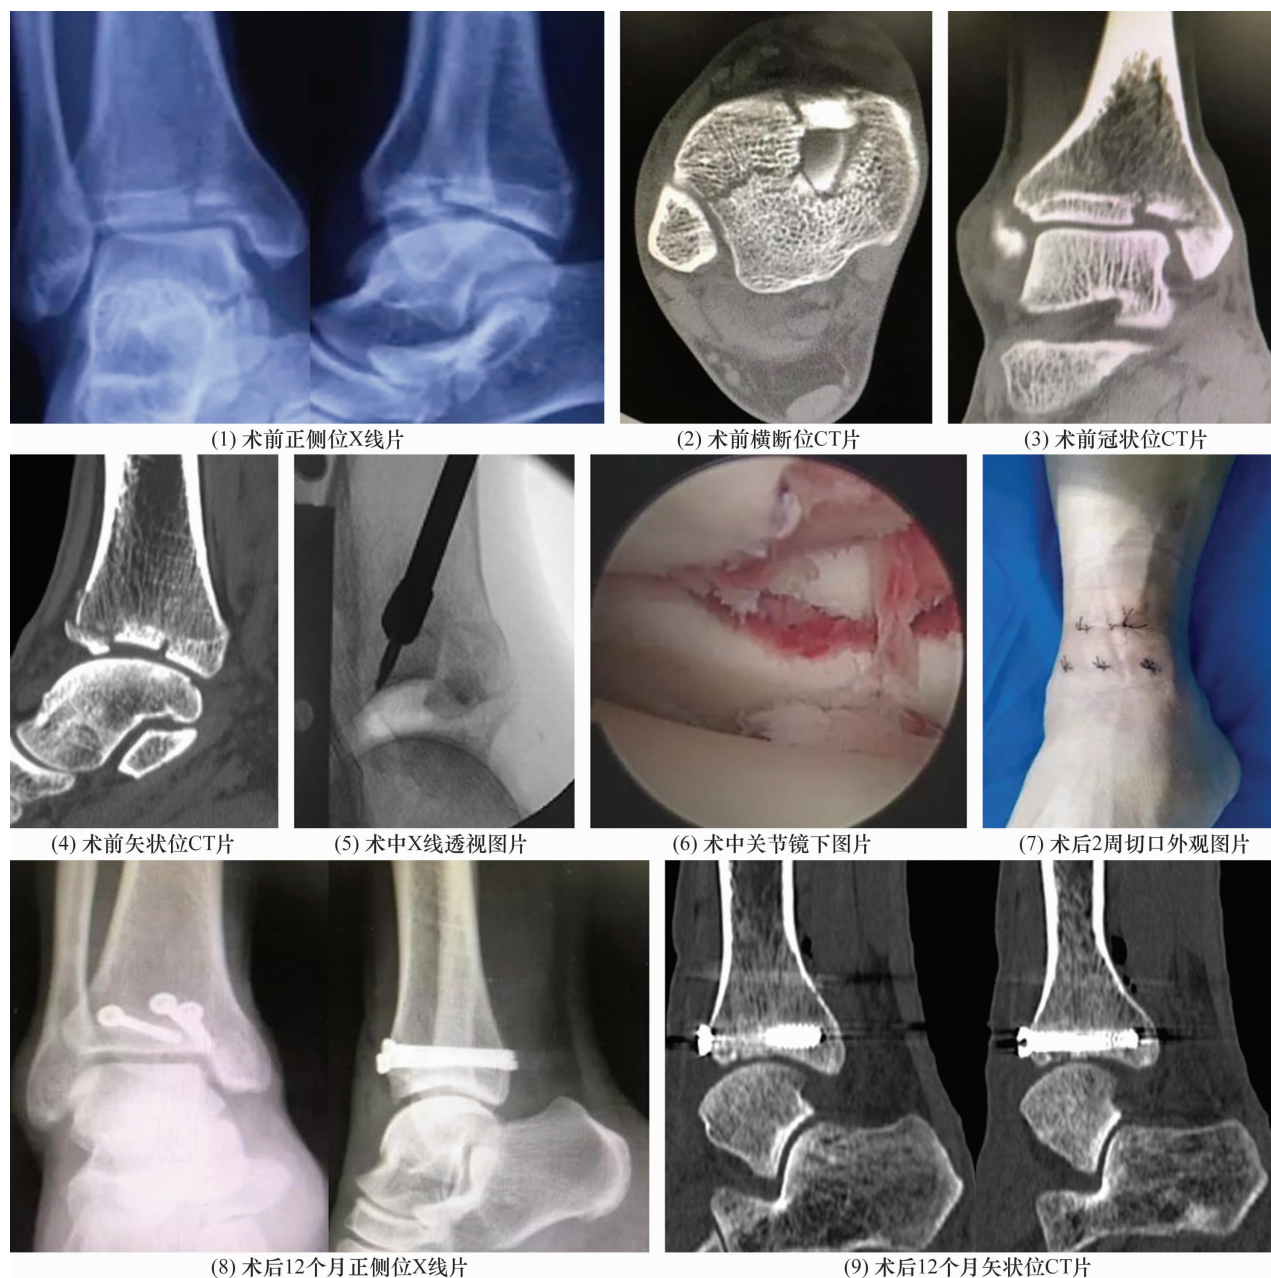 (1) 术前正侧位X线片
(2) 术前横断位CT片
(3) 术前冠状位CT片
(4) 术前矢状位CT片
(5) 术中X线透视图片
(6) 术中关节镜下图片
(7) 术后2周切口外观图片
(8) 术后12个月正侧位X线片
(9) 术后12个月矢状位CT片